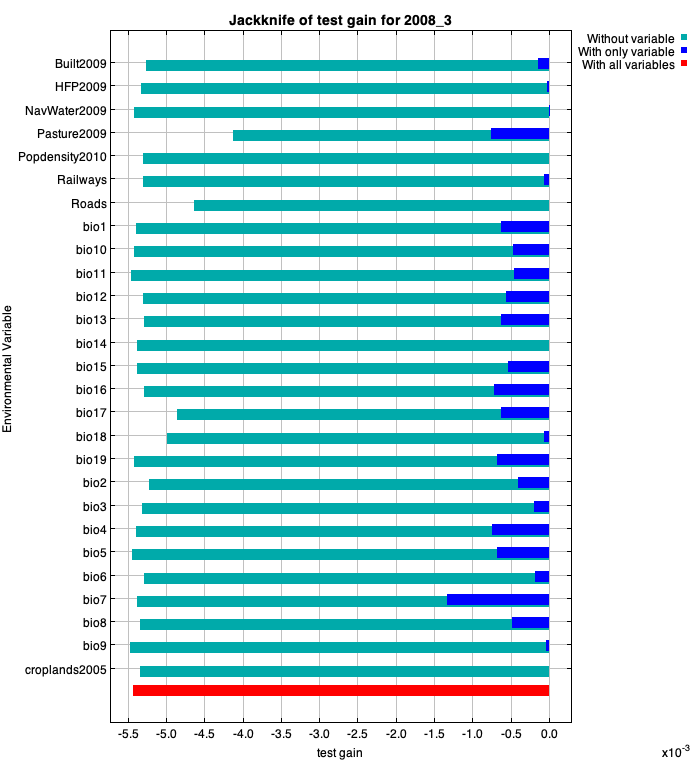 Jackknife of test gain for 2008_3
Without variable
With only variable
With all variables
Environmental Variable
Built2009
HFP2009
NavWater2009
Pasture2009
Popdensity2010
Railways
Roads
bio1
bio10
bio11
bio12
bio13
bio14
bio15
bio16
bio17
bio18
bio19
bio2
bio3
bio4
bio5
bio6
bio7
bio8
bio9
croplands2005
-5.5 -5.0 -4.5 -4.0 -3.5 -3.0 -2.5 -2.0 -1.5 -1.0 -0.5 0.0
test gain
x10-3